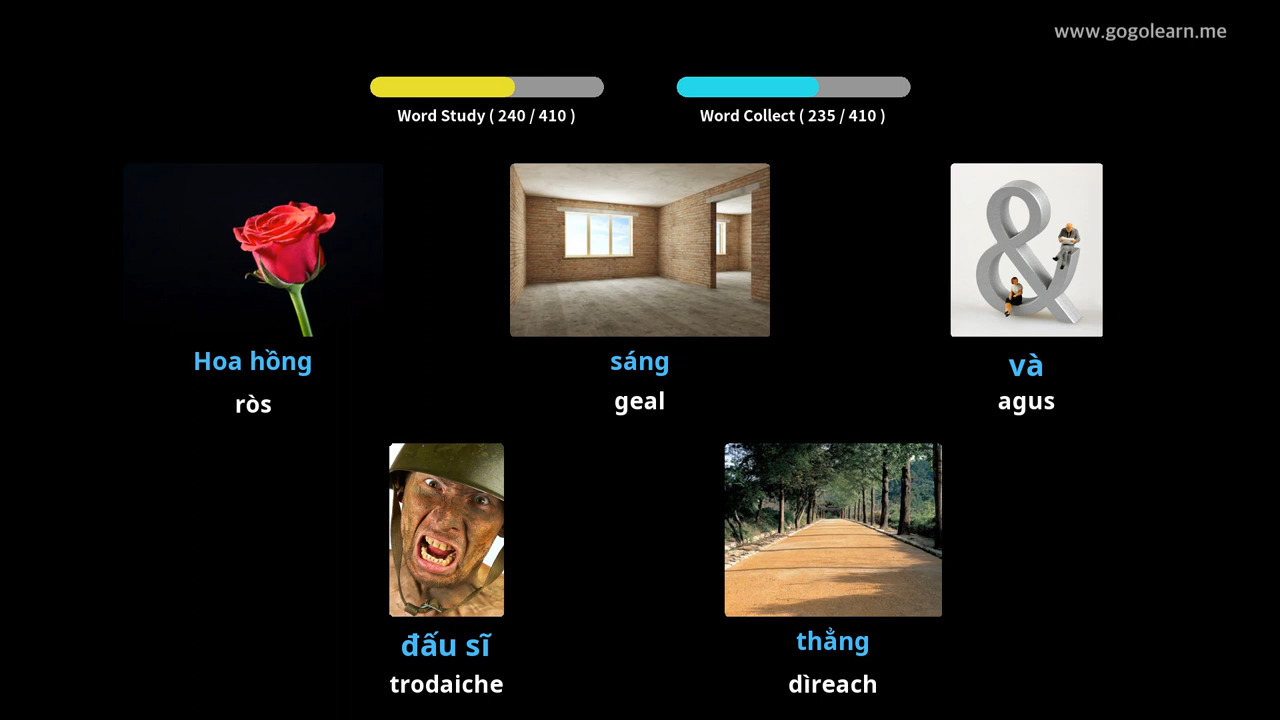 www.gogolearn.me
Word Study ( 240 / 410 )
Word Collect ( 235 / 410 )
Hoa hồng
ròs
sáng
geal
và
agus
đấu sĩ
trodaiche
thẳng
dìreach